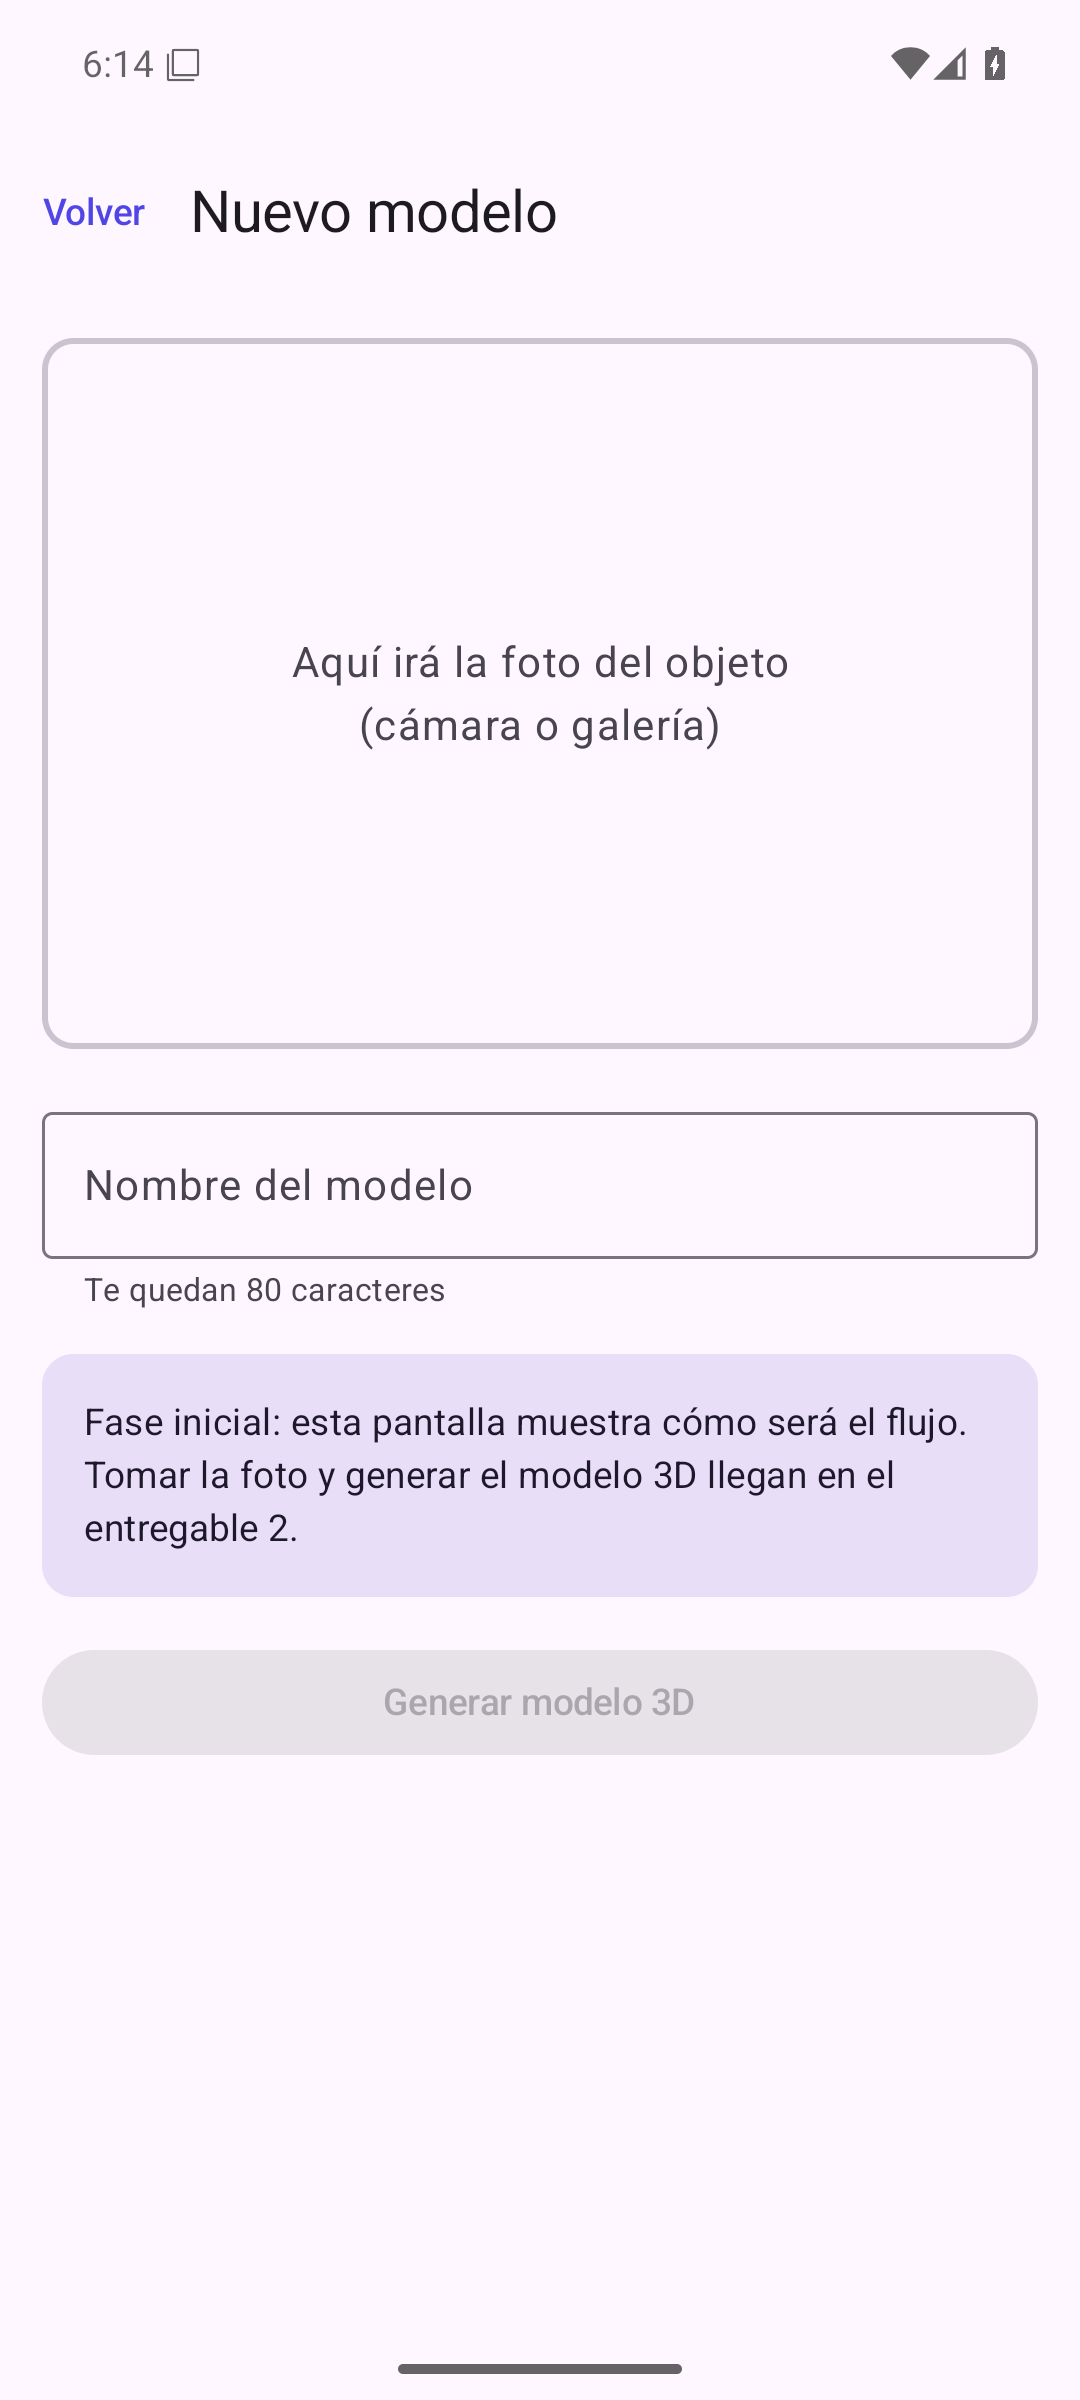 6:14
Volver
Nuevo modelo
Aquí irá la foto del objeto
(cámara o galería)
Nombre del modelo
Te quedan 80 caracteres
Fase inicial: esta pantalla muestra cómo será el flujo.
Tomar la foto y generar el modelo 3D llegan en el
entregable 2.
Generar modelo 3D